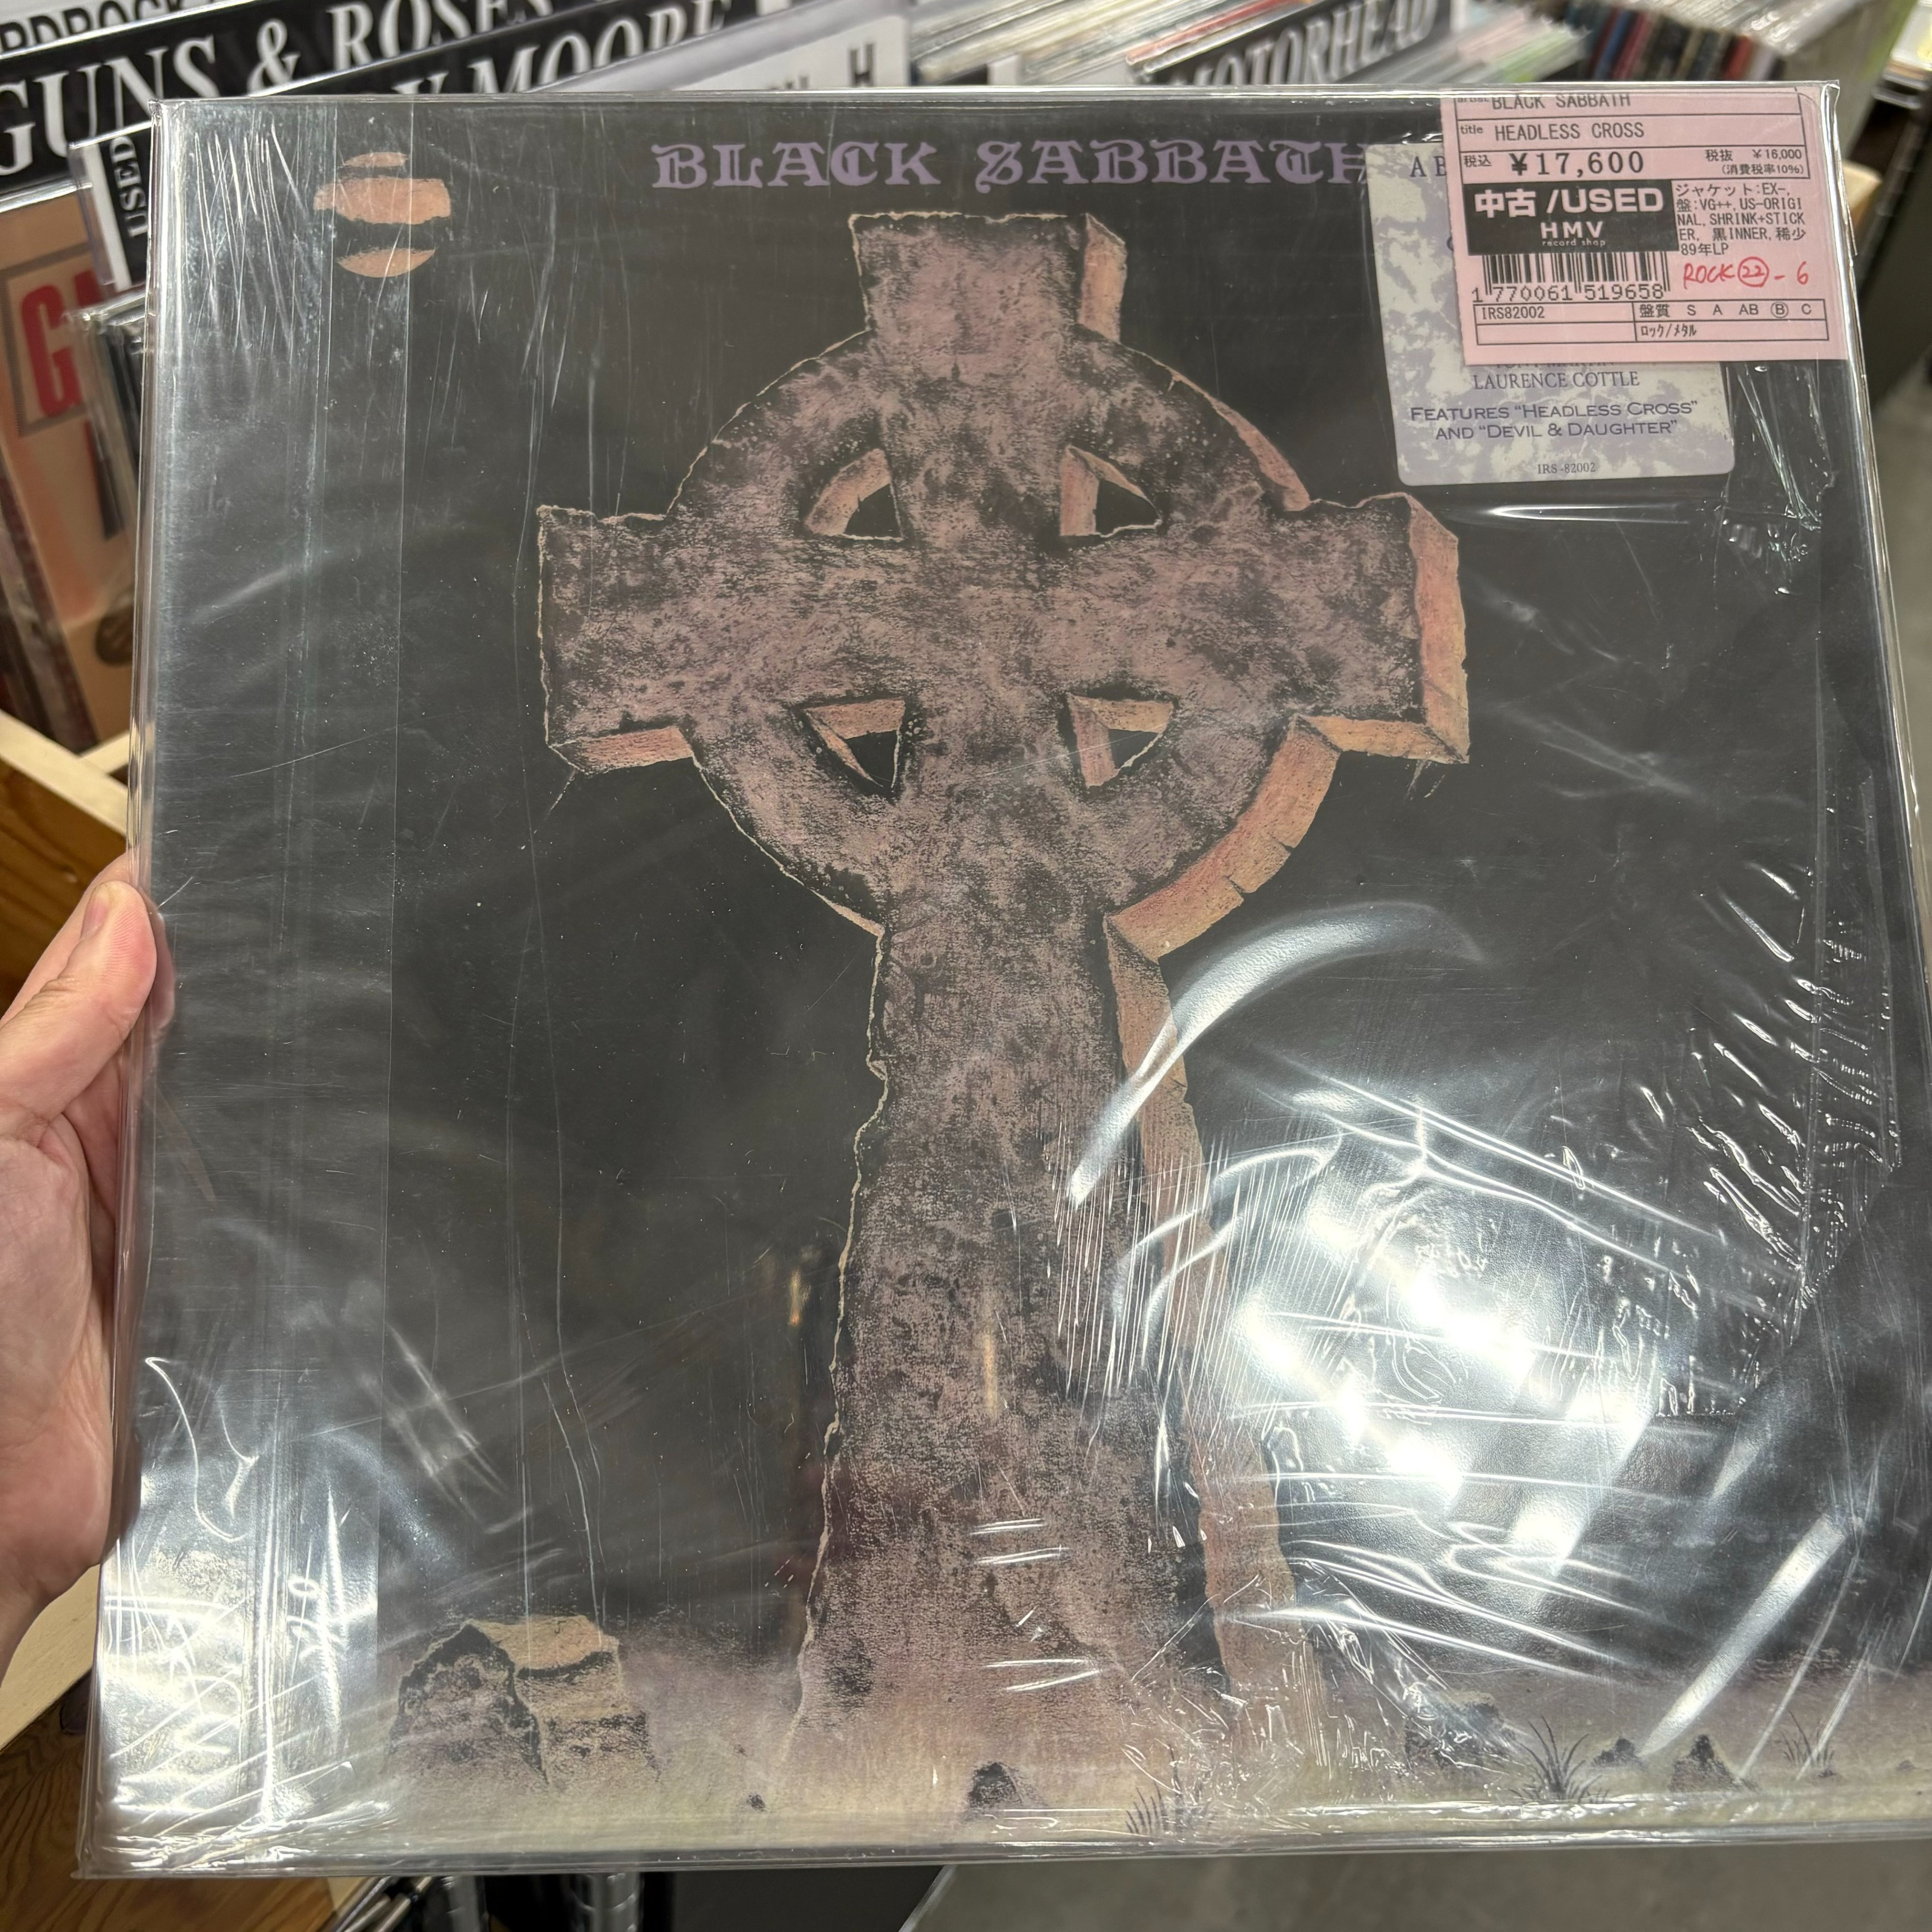 GUNS & ROSES
MOORE
H
MOTORHEAD
USED
BLACK SABBATH
artist BLACK SABBATH
title HEADLESS CROSS
税込 ¥17,600 税抜 ¥16,000
(消費税率10%)
中古/USED
HMV
record shop
ジャケット:EX-,
盤:VG++,US-ORIGI
NAL,SHRINK+STICK
ER, 黒INNER,稀少
89年LP
ROCK 22 - 6
1 770061 519658
IRS82002 盤質 S A AB B C
ロック/メタル
LAURENCE COTTLE
FEATURES "HEADLESS CROSS"
AND "DEVIL & DAUGHTER"
IRS-82002